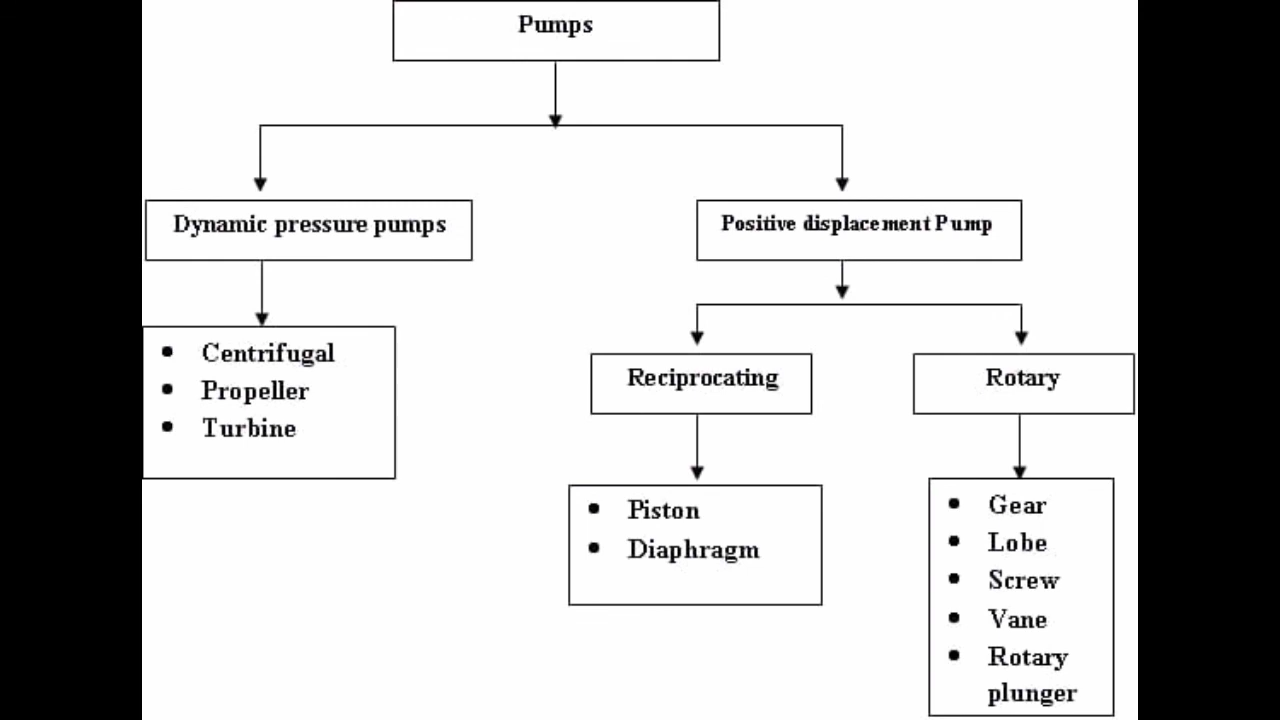 Pumps
Dynamic pressure pumps
Positive displacement Pump
Centrifugal
Propeller
Turbine
Reciprocating
Rotary
Piston
Diaphragm
Gear
Lobe
Screw
Vane
Rotary
plunger